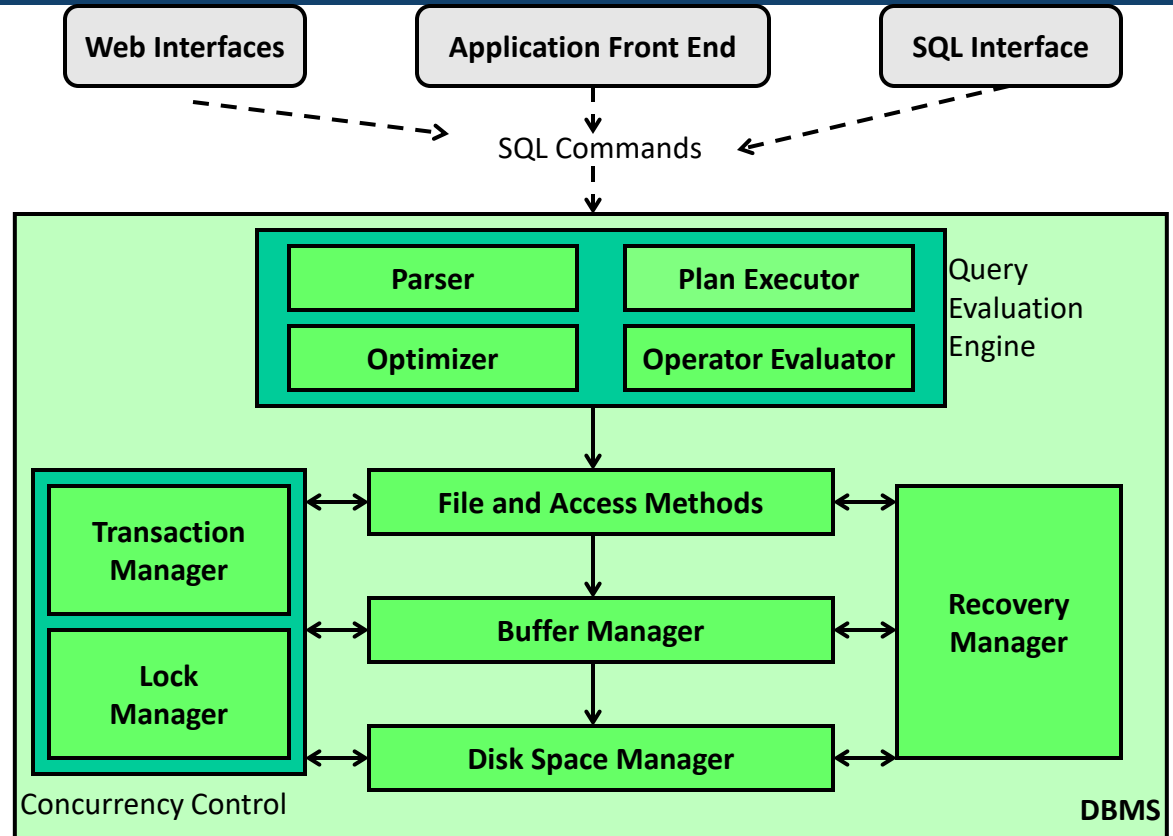 Web Interfaces
Application Front End
SQL Interface
SQL Commands
Parser
Plan Executor
Optimizer
Operator Evaluator
Query
Evaluation
Engine
Transaction
Manager
Lock
Manager
Concurrency Control
File and Access Methods
Buffer Manager
Disk Space Manager
Recovery
Manager
DBMS